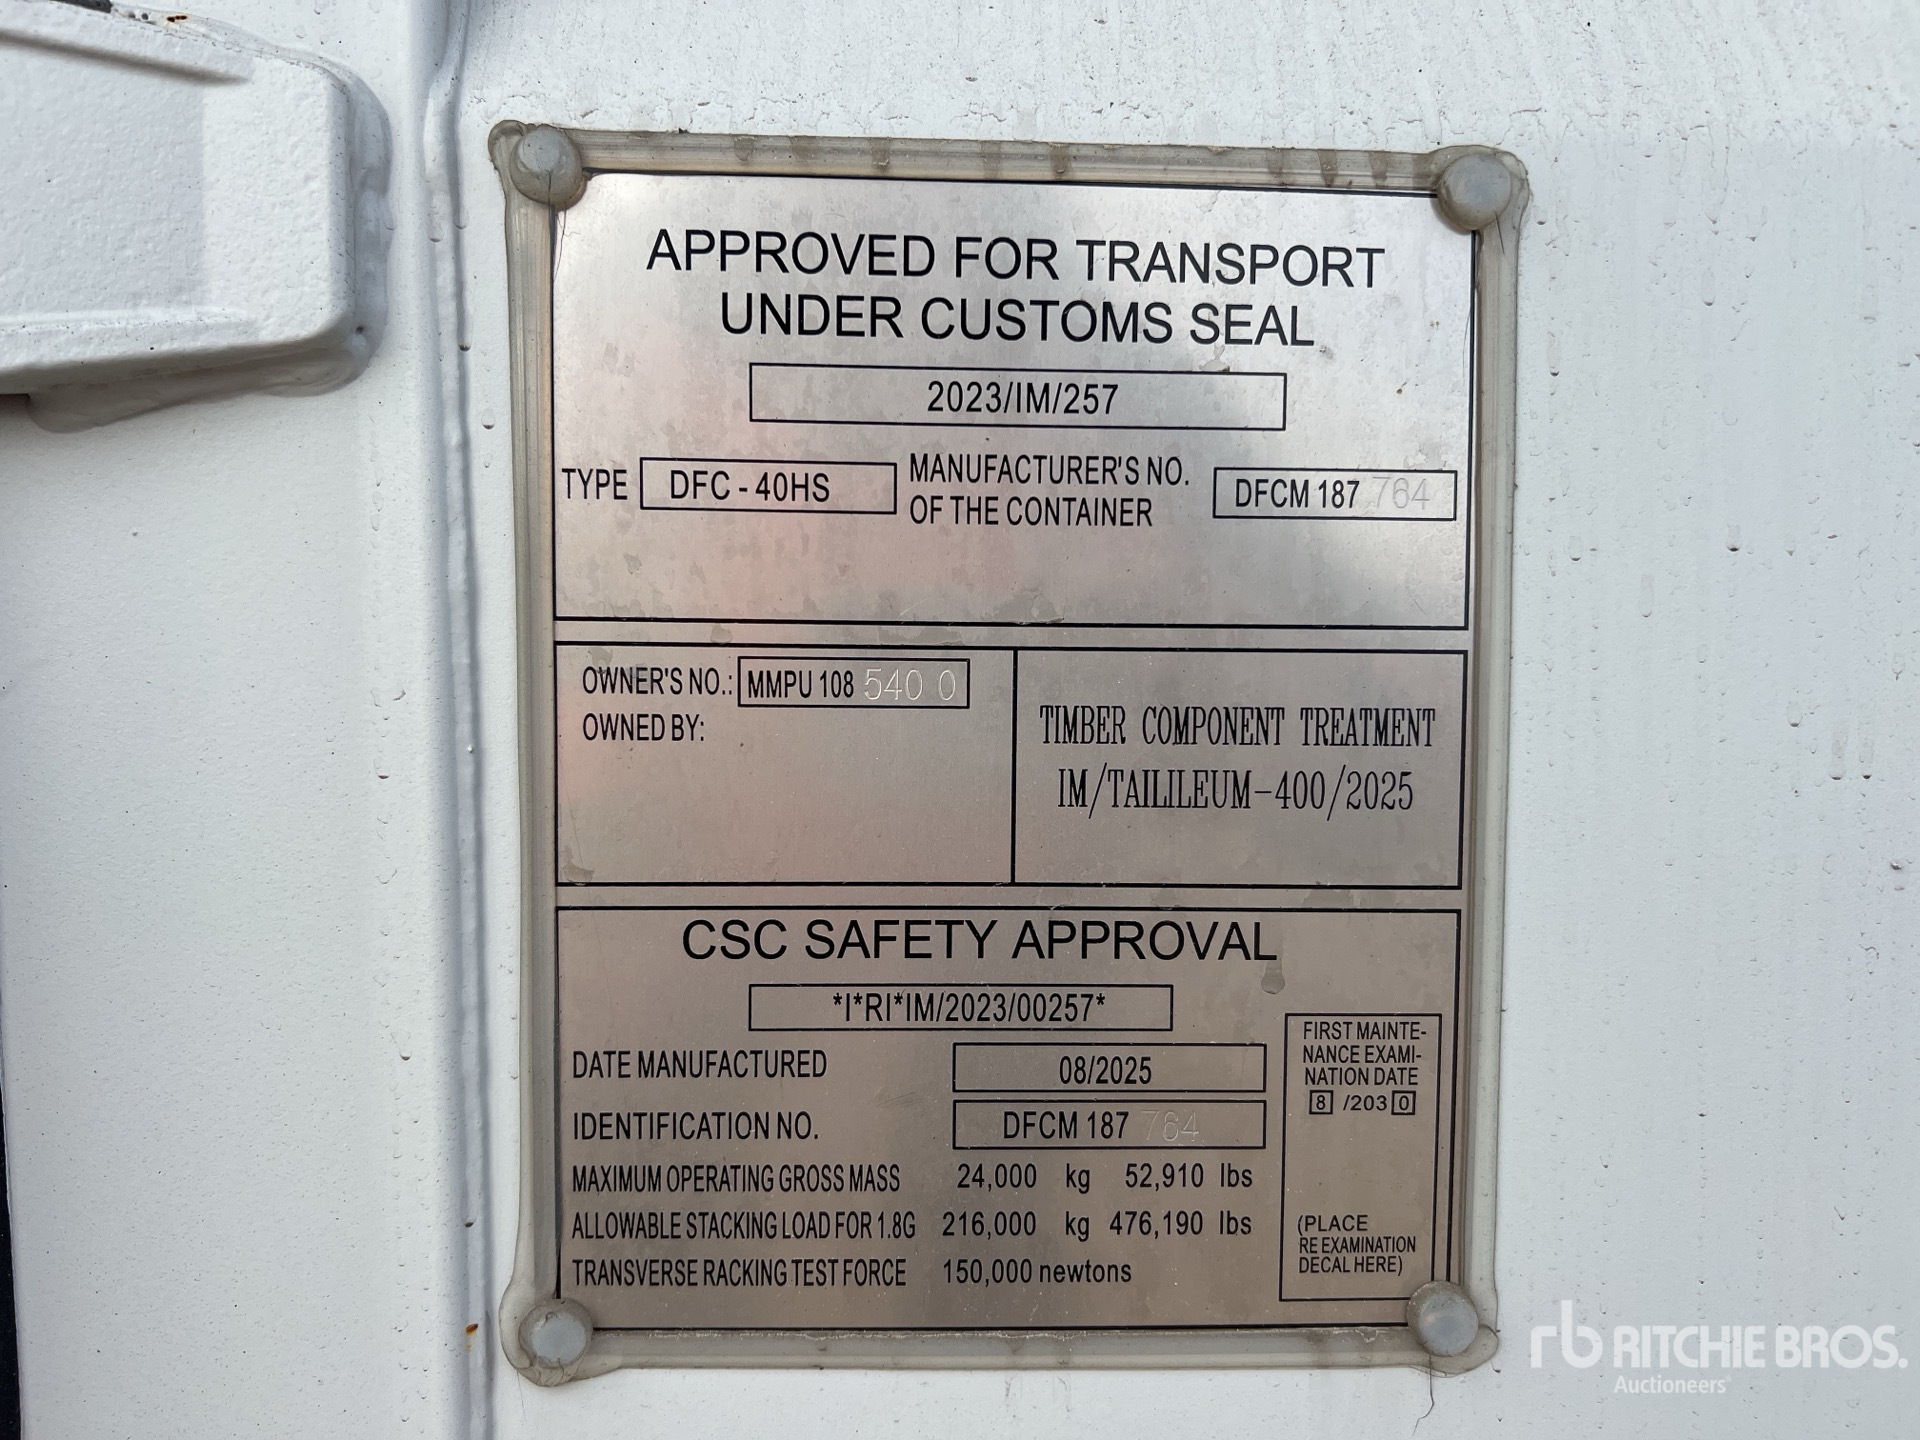 APPROVED FOR TRANSPORT
UNDER CUSTOMS SEAL
2023/IM/257
TYPE DFC - 40HS MANUFACTURER'S NO. OF THE CONTAINER DFCM 187 764
OWNER'S NO.: MMPU 108 540 0
OWNED BY:
TIMBER COMPONENT TREATMENT
IM/TAILILEUM-400/2025
CSC SAFETY APPROVAL
*I*RI*IM/2023/00257*
DATE MANUFACTURED 08/2025
IDENTIFICATION NO. DFCM 187 764
MAXIMUM OPERATING GROSS MASS 24,000 kg 52,910 lbs
ALLOWABLE STACKING LOAD FOR 1.8G 216,000 kg 476,190 lbs
TRANSVERSE RACKING TEST FORCE 150,000 newtons
FIRST MAINTE-
NANCE EXAMI-
NATION DATE
8 /203 0
(PLACE
RE EXAMINATION
DECAL HERE)
rb RITCHIE BROS.
Auctioneers